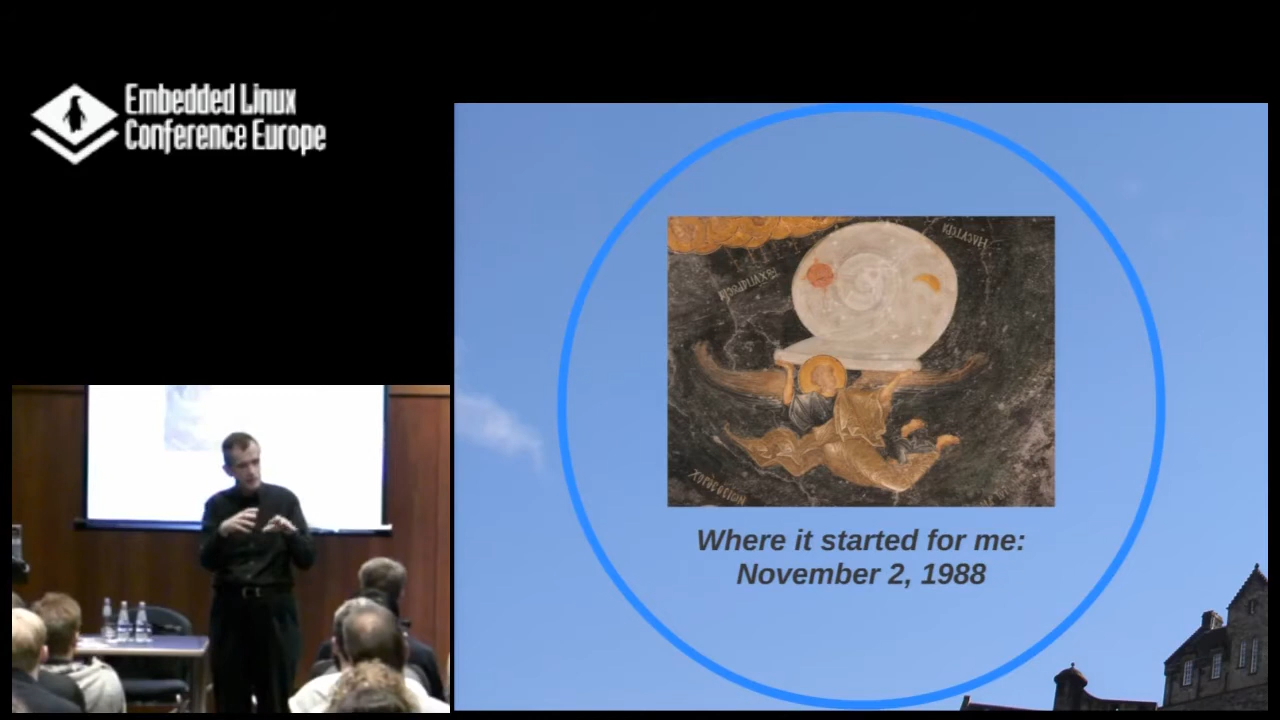 Embedded Linux
Conference Europe
Where it started for me:
November 2, 1988